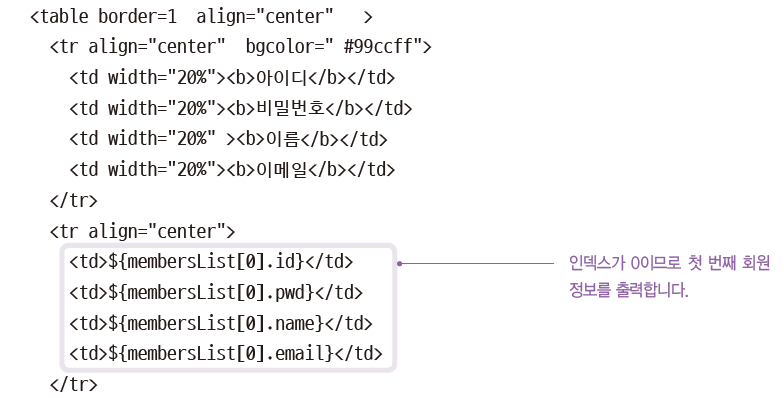 <table border=1  align="center"   >
<tr align="center"  bgcolor=" #99ccff">
<td width="20%"><b>아이디</b></td>
<td width="20%"><b>비밀번호</b></td>
<td width="20%" ><b>이름</b></td>
<td width="20%"><b>이메일</b></td>
</tr>
<tr align="center">
<td>${membersList[0].id}</td>
<td>${membersList[0].pwd}</td>
<td>${membersList[0].name}</td>
<td>${membersList[0].email}</td>
</tr>
인덱스가 0이므로 첫 번째 회원
정보를 출력합니다.